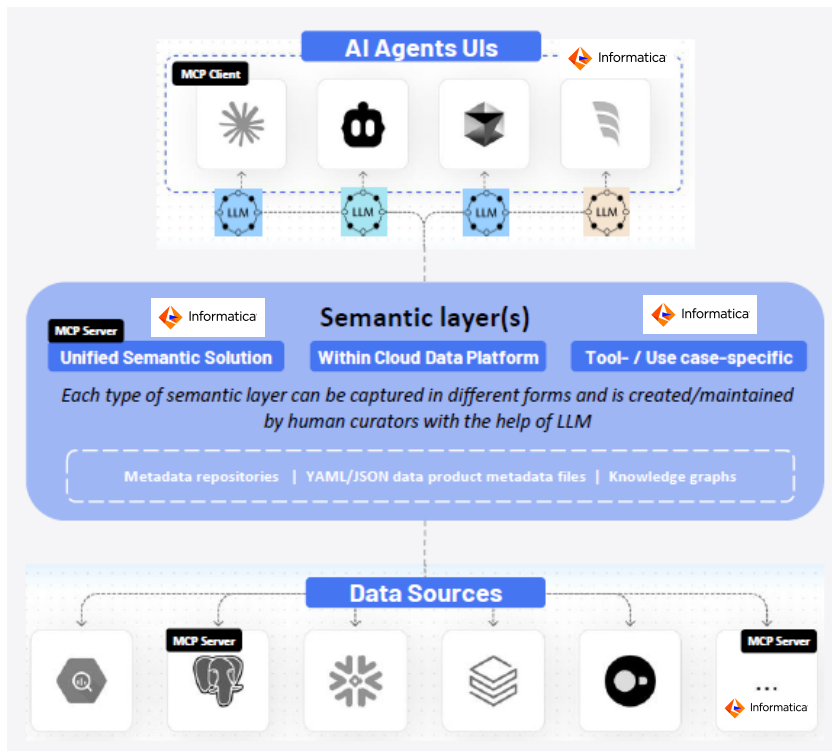 AI Agents UIs
Informatica
MCP Client
LLM
LLM
LLM
LLM
Informatica
Semantic layer(s)
Informatica
MCP Server
Unified Semantic Solution
Within Cloud Data Platform
Tool- / Use case-specific
Each type of semantic layer can be captured in different forms and is created/maintained
by human curators with the help of LLM
Metadata repositories | YAML/JSON data product metadata files | Knowledge graphs
Data Sources
MCP Server
MCP Server
...
Informatica